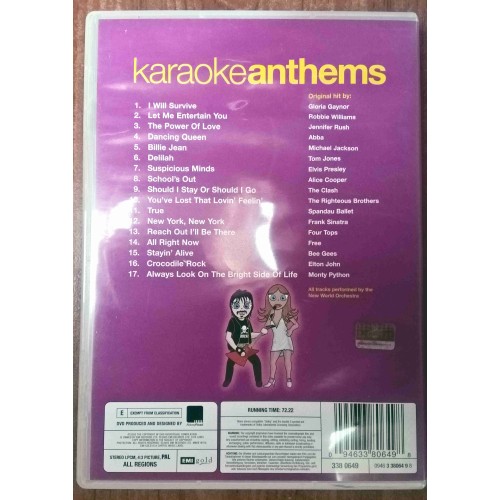 karaokeanthems
Original hit by:
1. I Will Survive Gloria Gaynor
2. Let Me Entertain You Robbie Williams
3. The Power Of Love Jennifer Rush
4. Dancing Queen Abba
5. Billie Jean Michael Jackson
6. Delilah Tom Jones
7. Suspicious Minds Elvis Presley
8. School's Out Alice Cooper
9. Should I Stay Or Should I Go The Clash
10. You've Lost That Lovin' Feelin' The Righteous Brothers
11. True Spandau Ballet
12. New York, New York Frank Sinatra
13. Reach Out I'll Be There Four Tops
14. All Right Now Free
15. Stayin' Alive Bee Gees
16. Crocodile Rock Elton John
17. Always Look On The Bright Side Of Life Monty Python
All tracks performed by the
New World Orchestra
E EXEMPT FROM CLASSIFICATION
DVD PRODUCED AND DESIGNED BY
RUNNING TIME: 72.22
STEREO LPCM, 4:3 PICTURE, PAL
ALL REGIONS
EMI gold
0 94633 80649 8
338 0649